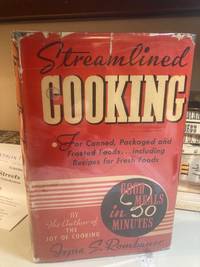 Streamlined
COOKING
For Canned, Packaged and
Frosted Foods... including
Recipes for Fresh Foods
GOOD
MEALS
in 30
MINUTES
BY
The Author of
THE
JOY OF COOKING
Irma S. Rombauer